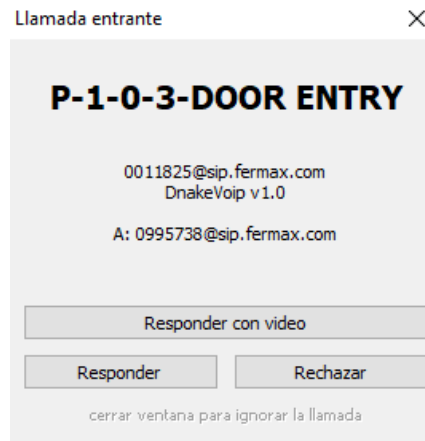 Llamada entrante
P-1-0-3-DOOR ENTRY
0011825@sip.fermax.com
DnakeVoip v1.0
A: 0995738@sip.fermax.com
Responder con video
Responder Rechazar
cerrar ventana para ignorar la llamada